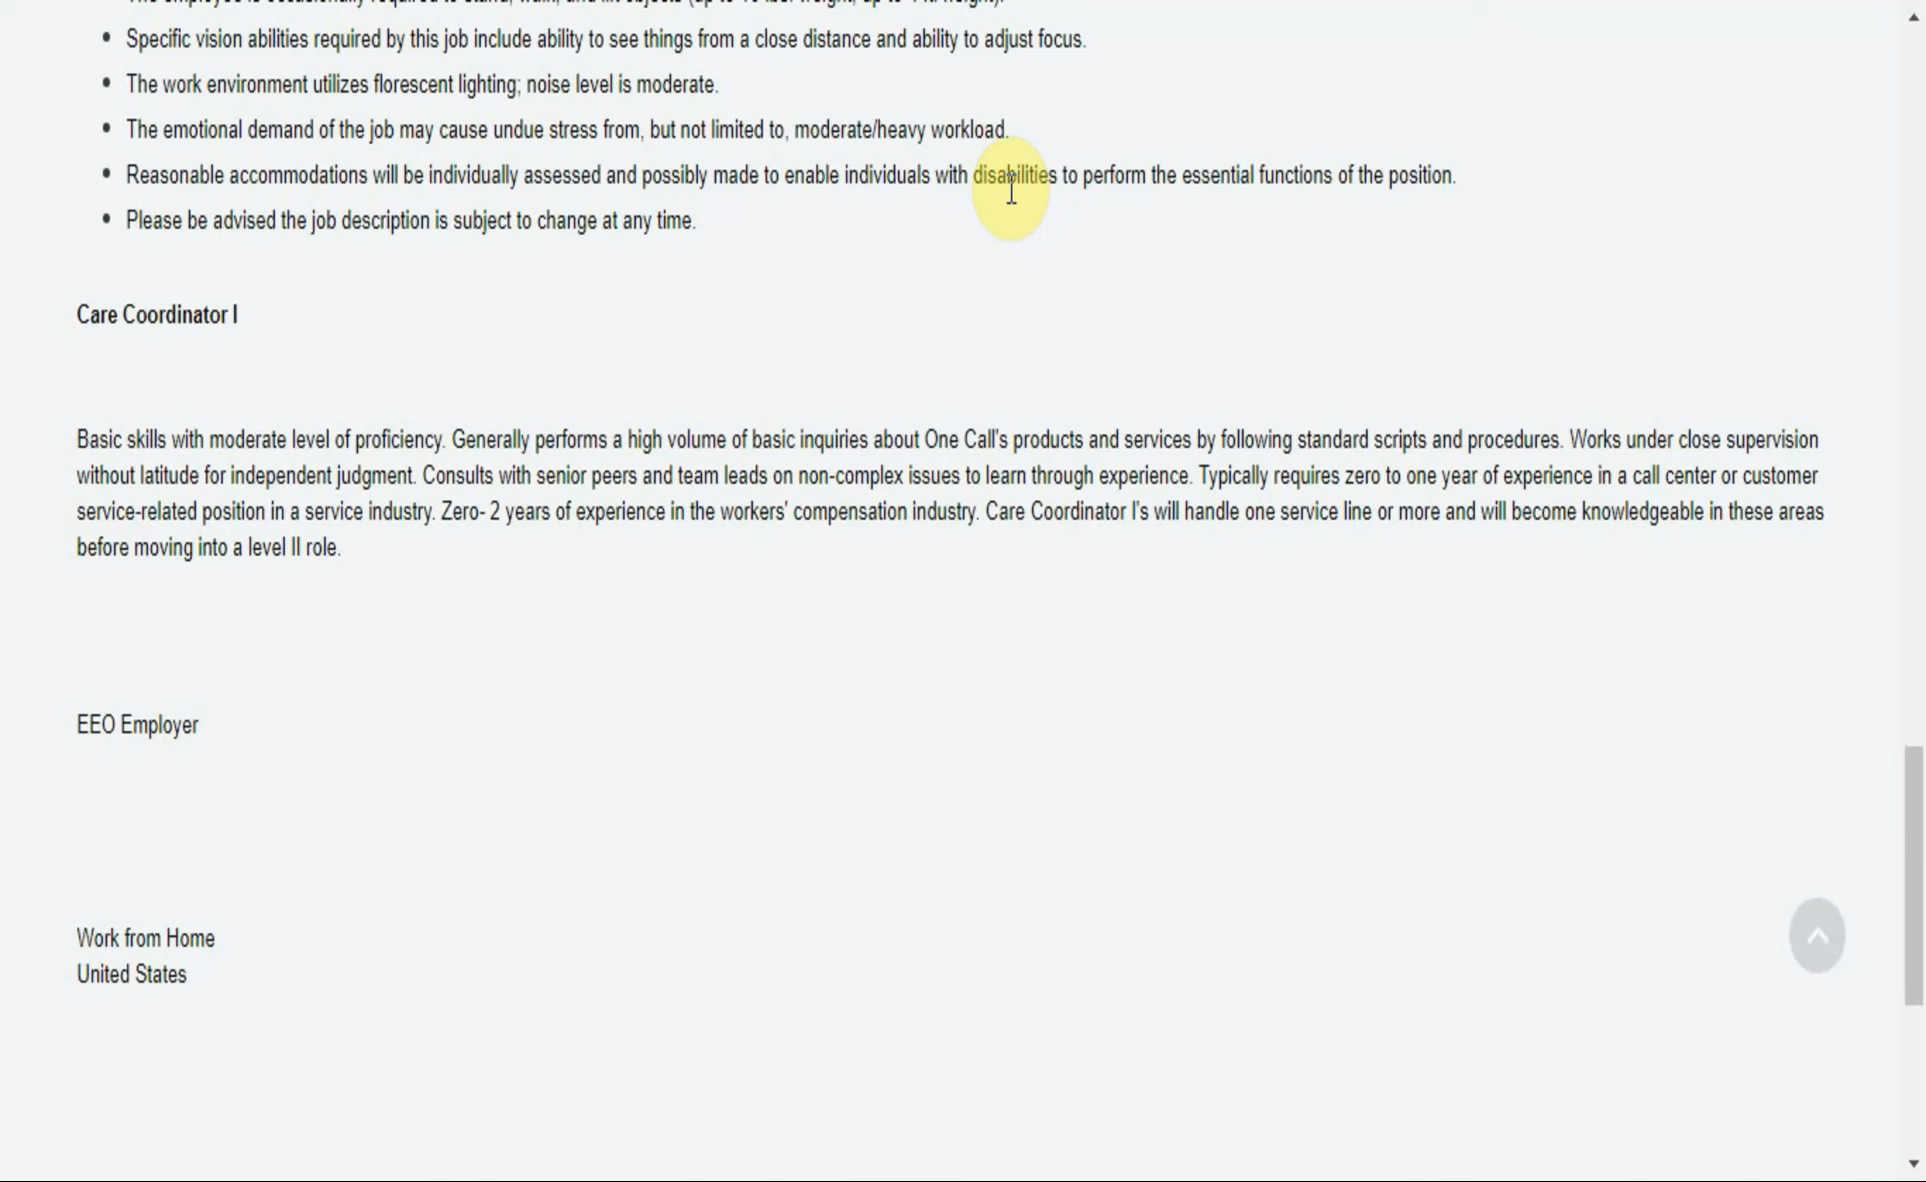 Specific vision abilities required by this job include ability to see things from a close distance and ability to adjust focus.
The work environment utilizes florescent lighting; noise level is moderate.
The emotional demand of the job may cause undue stress from, but not limited to, moderate/heavy workload.
Reasonable accommodations will be individually assessed and possibly made to enable individuals with disabilities to perform the essential functions of the position.
Please be advised the job description is subject to change at any time.
Care Coordinator I
Basic skills with moderate level of proficiency. Generally performs a high volume of basic inquiries about One Call's products and services by following standard scripts and procedures. Works under close supervision
without latitude for independent judgment. Consults with senior peers and team leads on non-complex issues to learn through experience. Typically requires zero to one year of experience in a call center or customer
service-related position in a service industry. Zero- 2 years of experience in the workers' compensation industry. Care Coordinator I's will handle one service line or more and will become knowledgeable in these areas
before moving into a level II role.
EEO Employer
Work from Home
United States